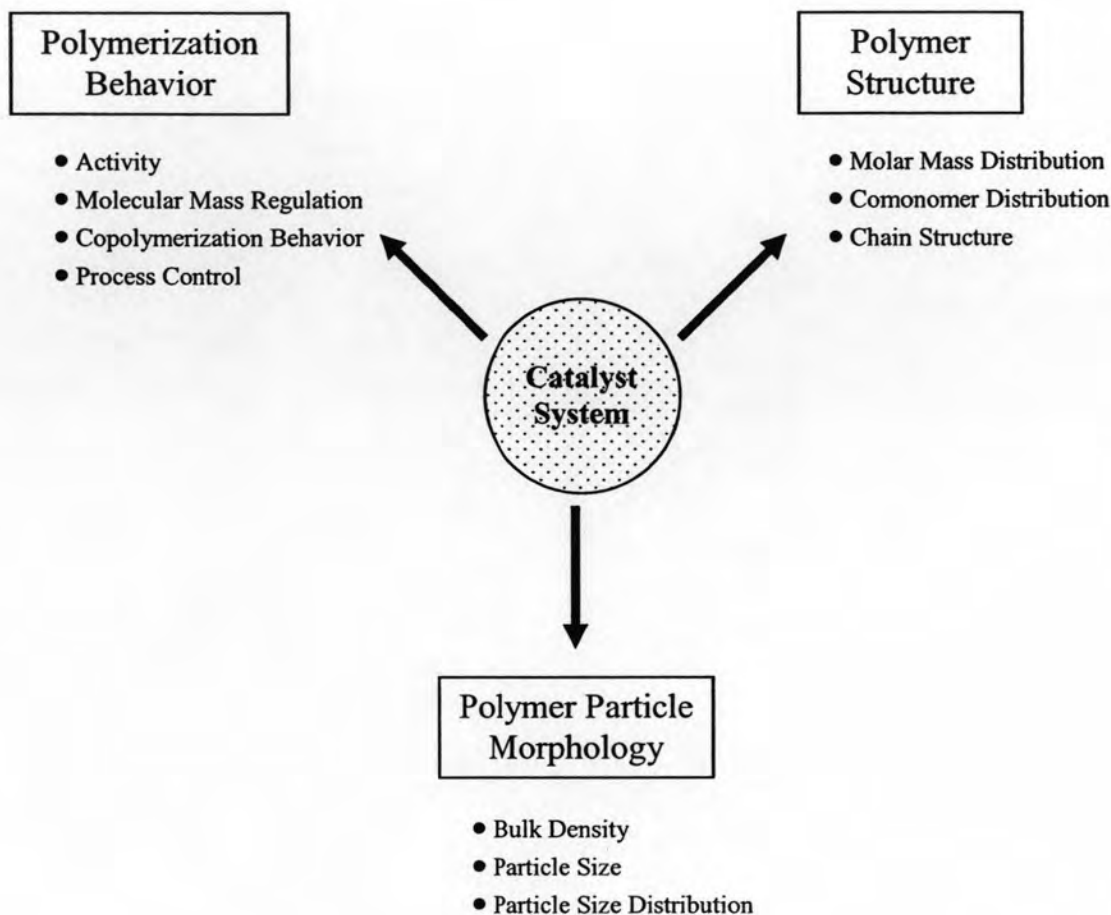 Polymerization
Behavior
● Activity
● Molecular Mass Regulation
● Copolymerization Behavior
● Process Control
Polymer
Structure
● Molar Mass Distribution
● Comonomer Distribution
● Chain Structure
Catalyst
System
Polymer Particle
Morphology
● Bulk Density
● Particle Size
● Particle Size Distribution